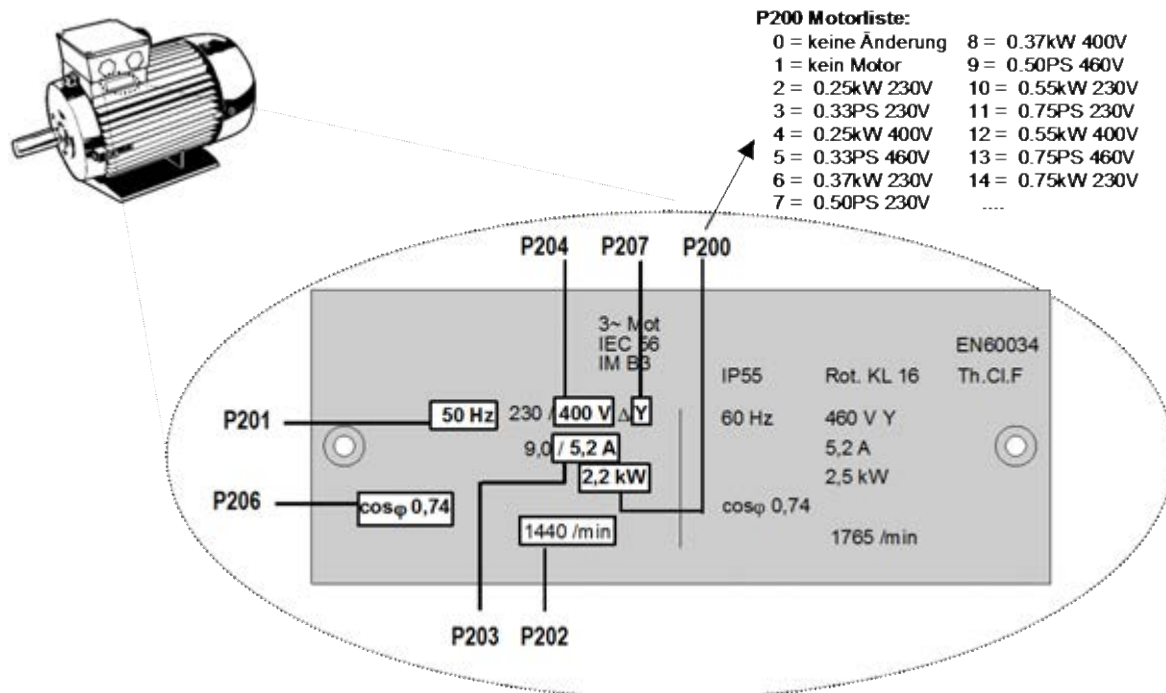 P200 Motorliste:
0 = keine Änderung 8 = 0.37kW 400V
1 = kein Motor 9 = 0.50PS 460V
2 = 0.25kW 230V 10 = 0.55kW 230V
3 = 0.33PS 230V 11 = 0.75PS 230V
4 = 0.25kW 400V 12 = 0.55kW 400V
5 = 0.33PS 460V 13 = 0.75PS 460V
6 = 0.37kW 230V 14 = 0.75kW 230V
7 = 0.50PS 230V ....
P204 P207 P200
3~ Mot
IEC 56
IM B3
EN60034
IP55 Rot. KL 16 Th.Cl.F
P201 50 Hz 230 / 400 V Δ Y 60 Hz 460 V Y
9,0 / 5,2 A 5,2 A
2,2 kW 2,5 kW
P206 cosφ 0,74 cosφ 0,74
1440 /min 1765 /min
P203 P202